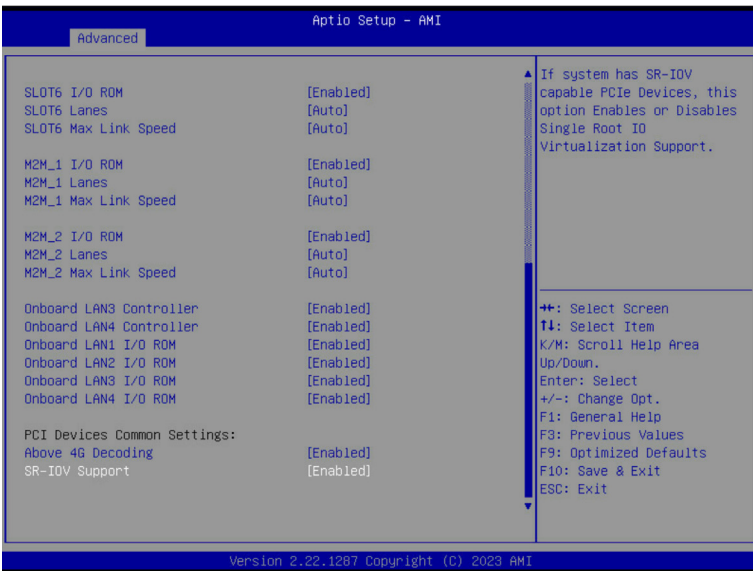 Aptio Setup – AMI
Advanced
SLOT6 I/O ROM [Enabled]
SLOT6 Lanes [Auto]
SLOT6 Max Link Speed [Auto]
M2M_1 I/O ROM [Enabled]
M2M_1 Lanes [Auto]
M2M_1 Max Link Speed [Auto]
M2M_2 I/O ROM [Enabled]
M2M_2 Lanes [Auto]
M2M_2 Max Link Speed [Auto]
Onboard LAN3 Controller [Enabled]
Onboard LAN4 Controller [Enabled]
Onboard LAN1 I/O ROM [Enabled]
Onboard LAN2 I/O ROM [Enabled]
Onboard LAN3 I/O ROM [Enabled]
Onboard LAN4 I/O ROM [Enabled]
PCI Devices Common Settings:
Above 4G Decoding [Enabled]
SR-IOV Support [Enabled]
If system has SR-IOV
capable PCIe Devices, this
option Enables or Disables
Single Root IO
Virtualization Support.
→←: Select Screen
↑↓: Select Item
K/M: Scroll Help Area
Up/Down.
Enter: Select
+/-: Change Opt.
F1: General Help
F3: Previous Values
F9: Optimized Defaults
F10: Save & Exit
ESC: Exit
Version 2.22.1287 Copyright (C) 2023 AMI